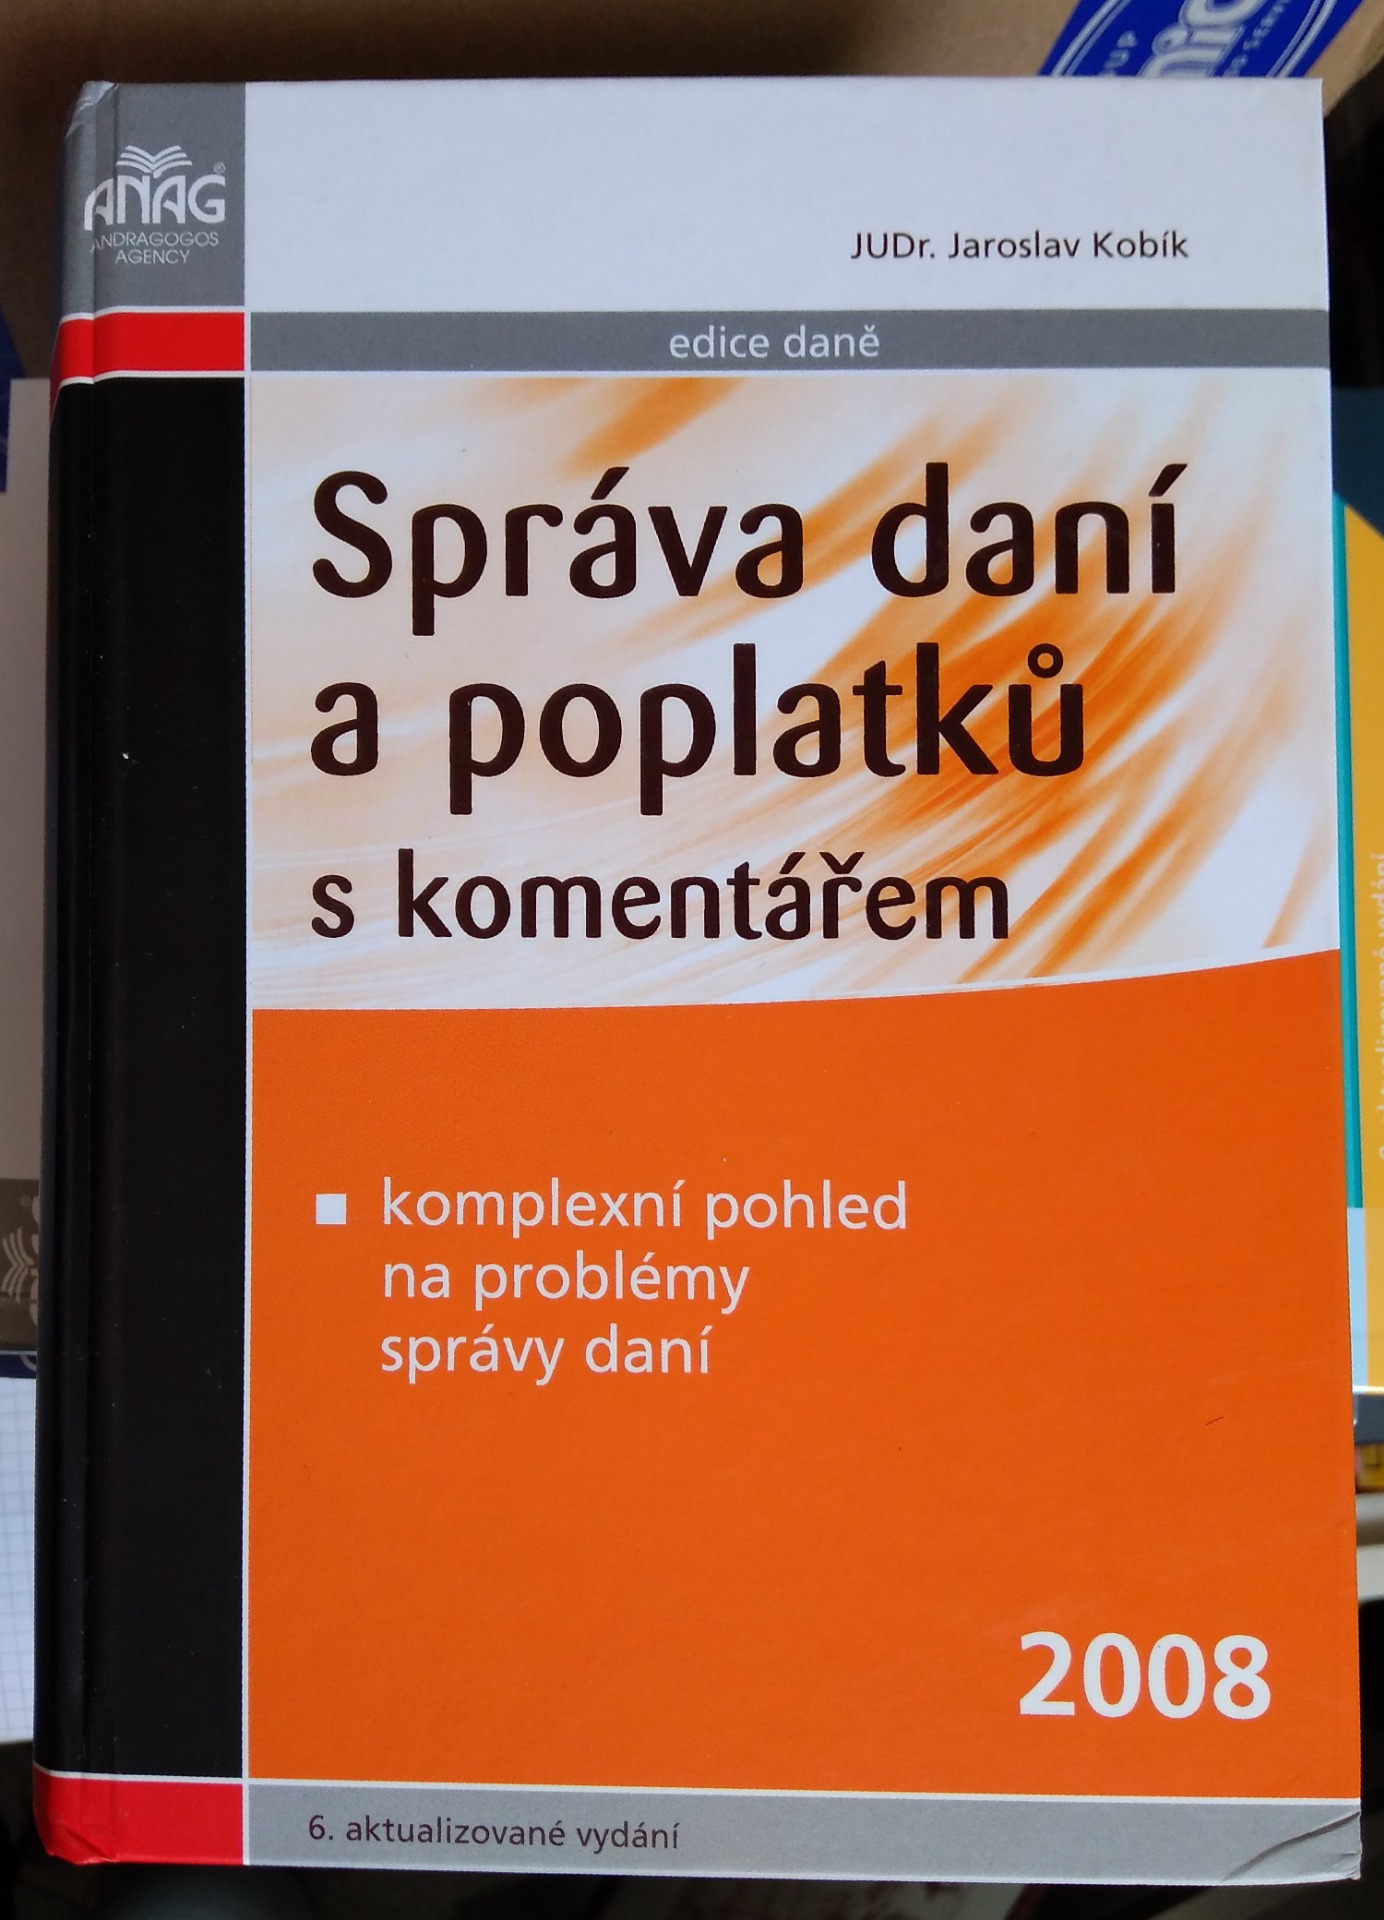 ANAG®
ANDRAGOGOS
AGENCY
JUDr. Jaroslav Kobík
edice daně
Správa daní
a poplatků
s komentářem
■ komplexní pohled
na problémy
správy daní
2008
6. aktualizované vydání